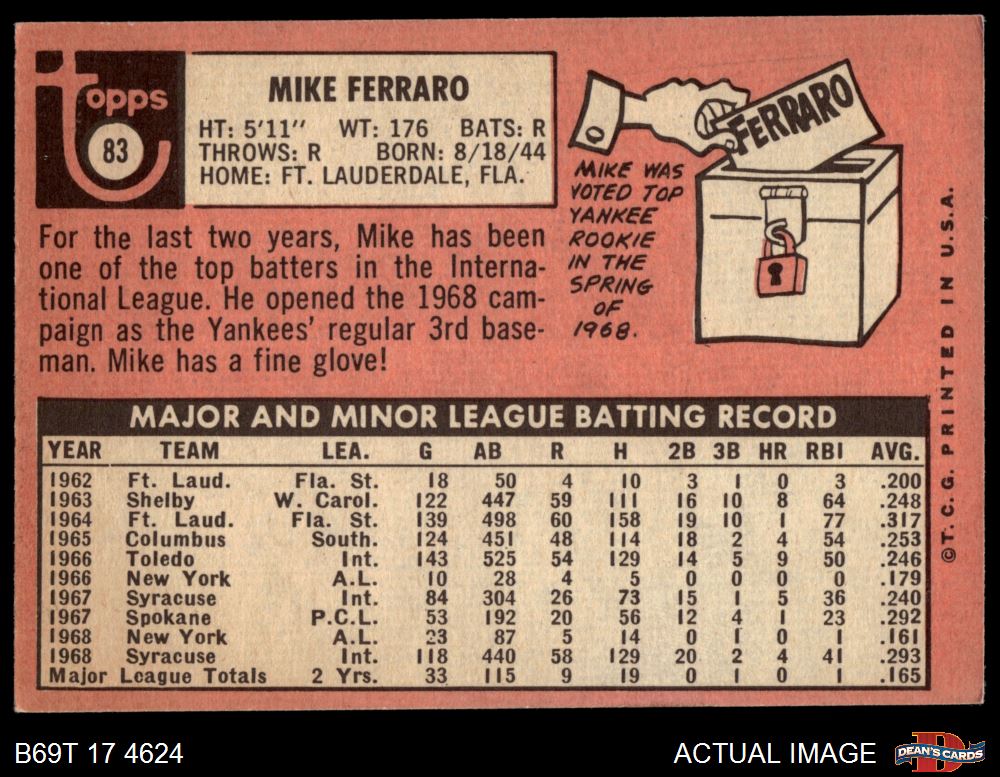 topps
83
MIKE FERRARO
HT: 5'11" WT: 176 BATS: R
THROWS: R BORN: 8/18/44
HOME: FT. LAUDERDALE, FLA.
For the last two years, Mike has been
one of the top batters in the Interna-
tional League. He opened the 1968 cam-
paign as the Yankees' regular 3rd base-
man. Mike has a fine glove!
FERRARO
MIKE WAS
VOTED TOP
YANKEE
ROOKIE
IN THE
SPRING
OF
1968.
©T.C.G. PRINTED IN U.S.A.
MAJOR AND MINOR LEAGUE BATTING RECORD
YEAR TEAM LEA. G AB R H 2B 3B HR RBI AVG.
1962 Ft. Laud. Fla. St. 18 50 4 10 3 1 0 3 .200
1963 Shelby W. Carol. 122 447 59 111 16 10 8 64 .248
1964 Ft. Laud. Fla. St. 139 498 60 158 19 10 1 77 .317
1965 Columbus South. 124 451 48 114 18 2 4 54 .253
1966 Toledo Int. 143 525 54 129 14 5 9 50 .246
1966 New York A.L. 10 28 4 5 0 0 0 0 .179
1967 Syracuse Int. 84 304 26 73 15 1 5 36 .240
1967 Spokane P.C.L. 53 192 20 56 12 4 1 23 .292
1968 New York A.L. 23 87 5 14 0 1 0 1 .161
1968 Syracuse Int. 118 440 58 129 20 2 4 41 .293
Major League Totals 2 Yrs. 33 115 9 19 0 1 0 1 .165
B69T 17 4624
ACTUAL IMAGE
D
DEAN'S CARDS